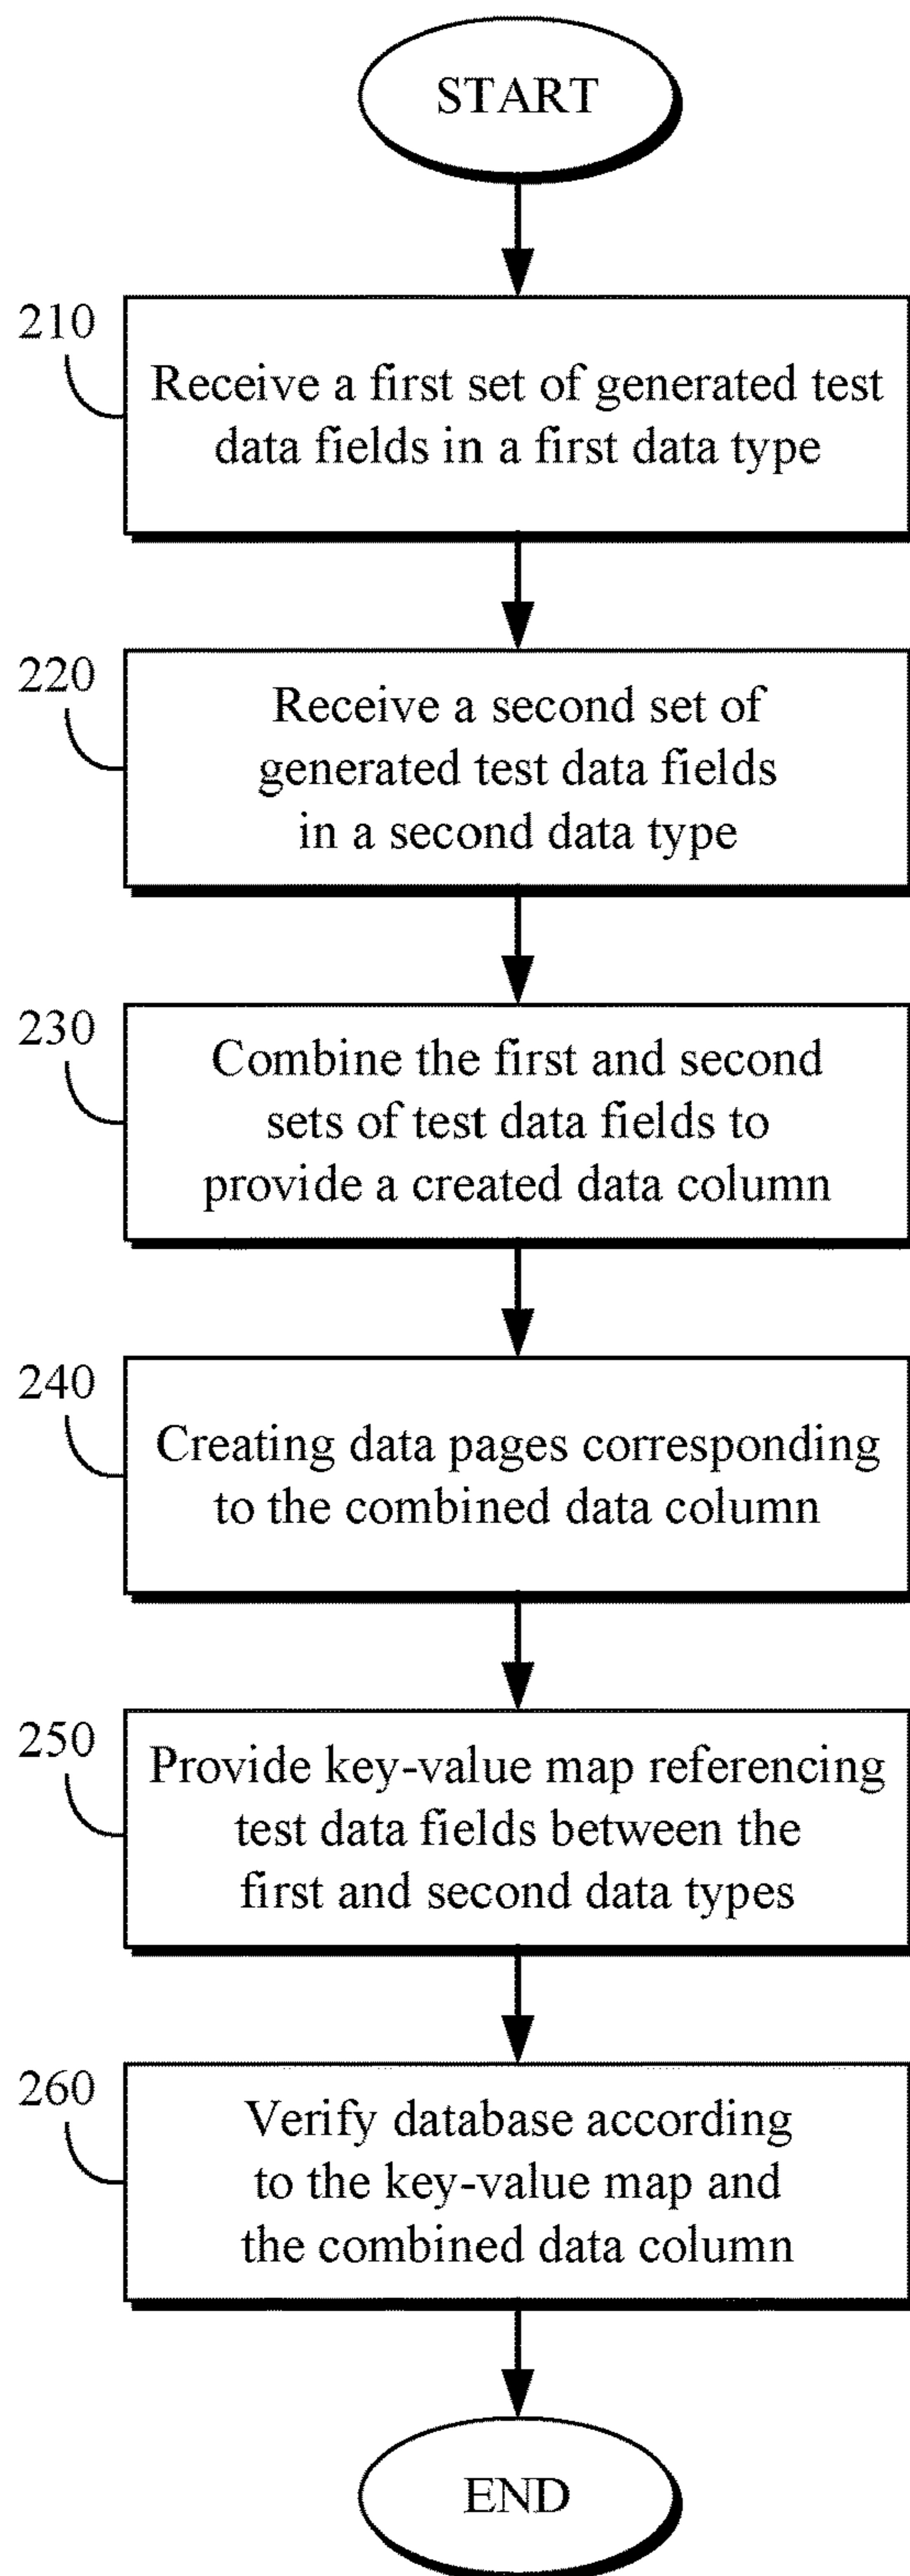 START
210
Receive a first set of generated test
data fields in a first data type
220
Receive a second set of
generated test data fields
in a second data type
230
Combine the first and second
sets of test data fields to
provide a created data column
240
Creating data pages corresponding
to the combined data column
250
Provide key-value map referencing
test data fields between the
first and second data types
260
Verify database according
to the key-value map and
the combined data column
END